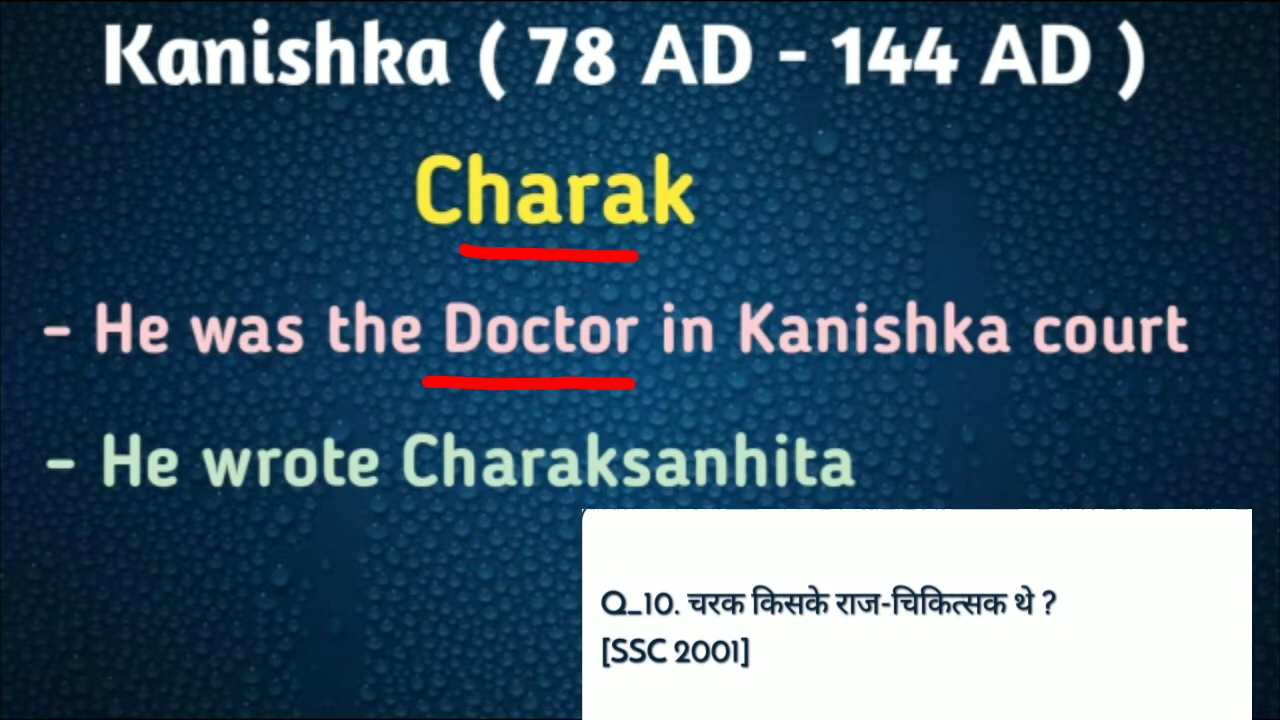 Kanishka ( 78 AD - 144 AD )
Charak
- He was the Doctor in Kanishka court
- He wrote Charaksanhita
Q_10. चरक किसके राज-चिकित्सक थे ?
[SSC 2001]